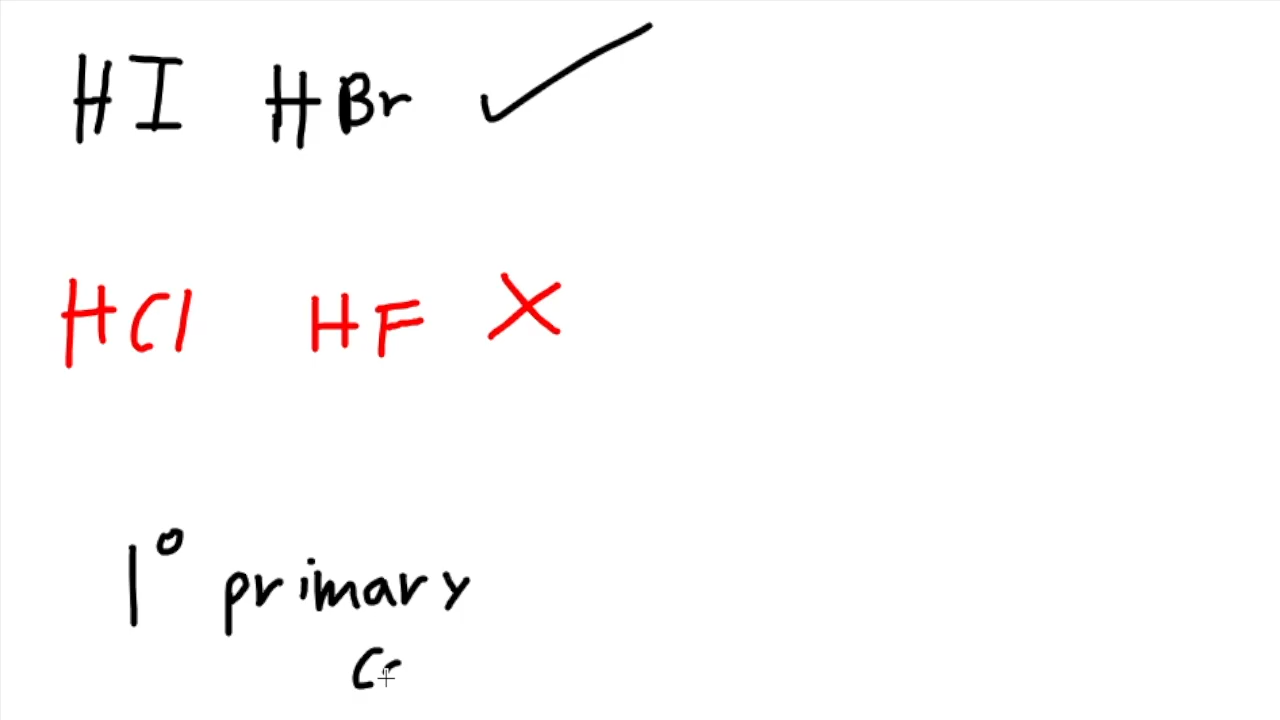 HI HBr ✓
HCl HF X
1° primary